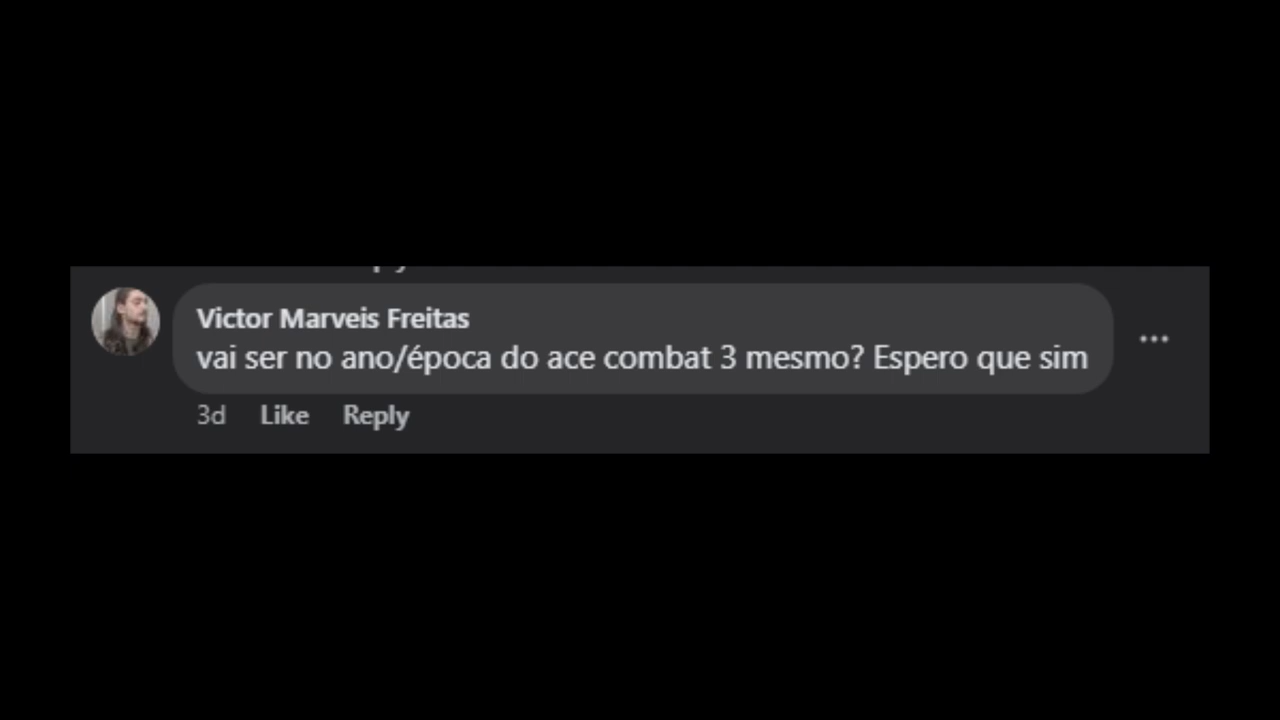 Victor Marveis Freitas
vai ser no ano/época do ace combat 3 mesmo? Espero que sim
3d Like Reply